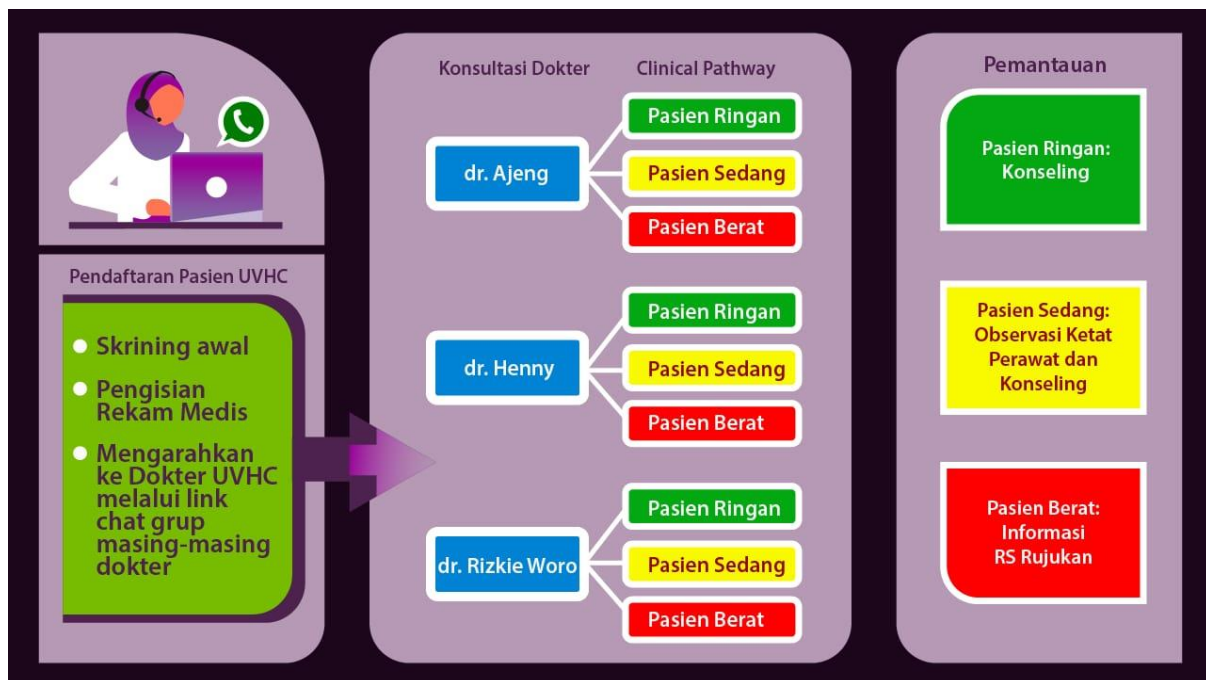 Pendaftaran Pasien UVHC
Skrining awal
Pengisian
Rekam Medis
Mengarahkan
ke Dokter UVHC
melalui link
chat grup
masing-masing
dokter
Konsultasi Dokter
Clinical Pathway
dr. Ajeng
Pasien Ringan
Pasien Sedang
Pasien Berat
dr. Henny
Pasien Ringan
Pasien Sedang
Pasien Berat
dr. Rizkie Woro
Pasien Ringan
Pasien Sedang
Pasien Berat
Pemantauan
Pasien Ringan:
Konseling
Pasien Sedang:
Observasi Ketat
Perawat dan
Konseling
Pasien Berat:
Informasi
RS Rujukan